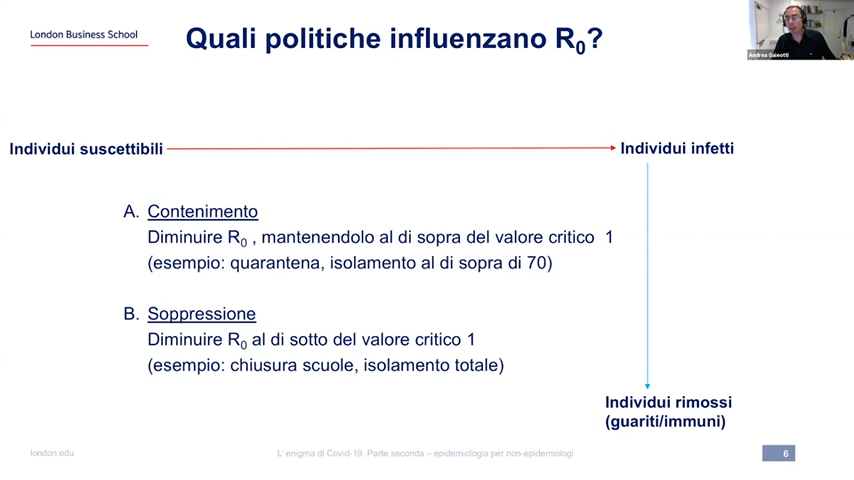 London Business School
Quali politiche influenzano R0?
Andrea Galeotti
Individui suscettibili
Individui infetti
A. Contenimento
Diminuire R0 , mantenendolo al di sopra del valore critico 1
(esempio: quarantena, isolamento al di sopra di 70)
B. Soppressione
Diminuire R0 al di sotto del valore critico 1
(esempio: chiusura scuole, isolamento totale)
Individui rimossi
(guariti/immuni)
london.edu
L' enigma di Covid-19. Parte seconda – epidemiologia per non-epidemiologi
6